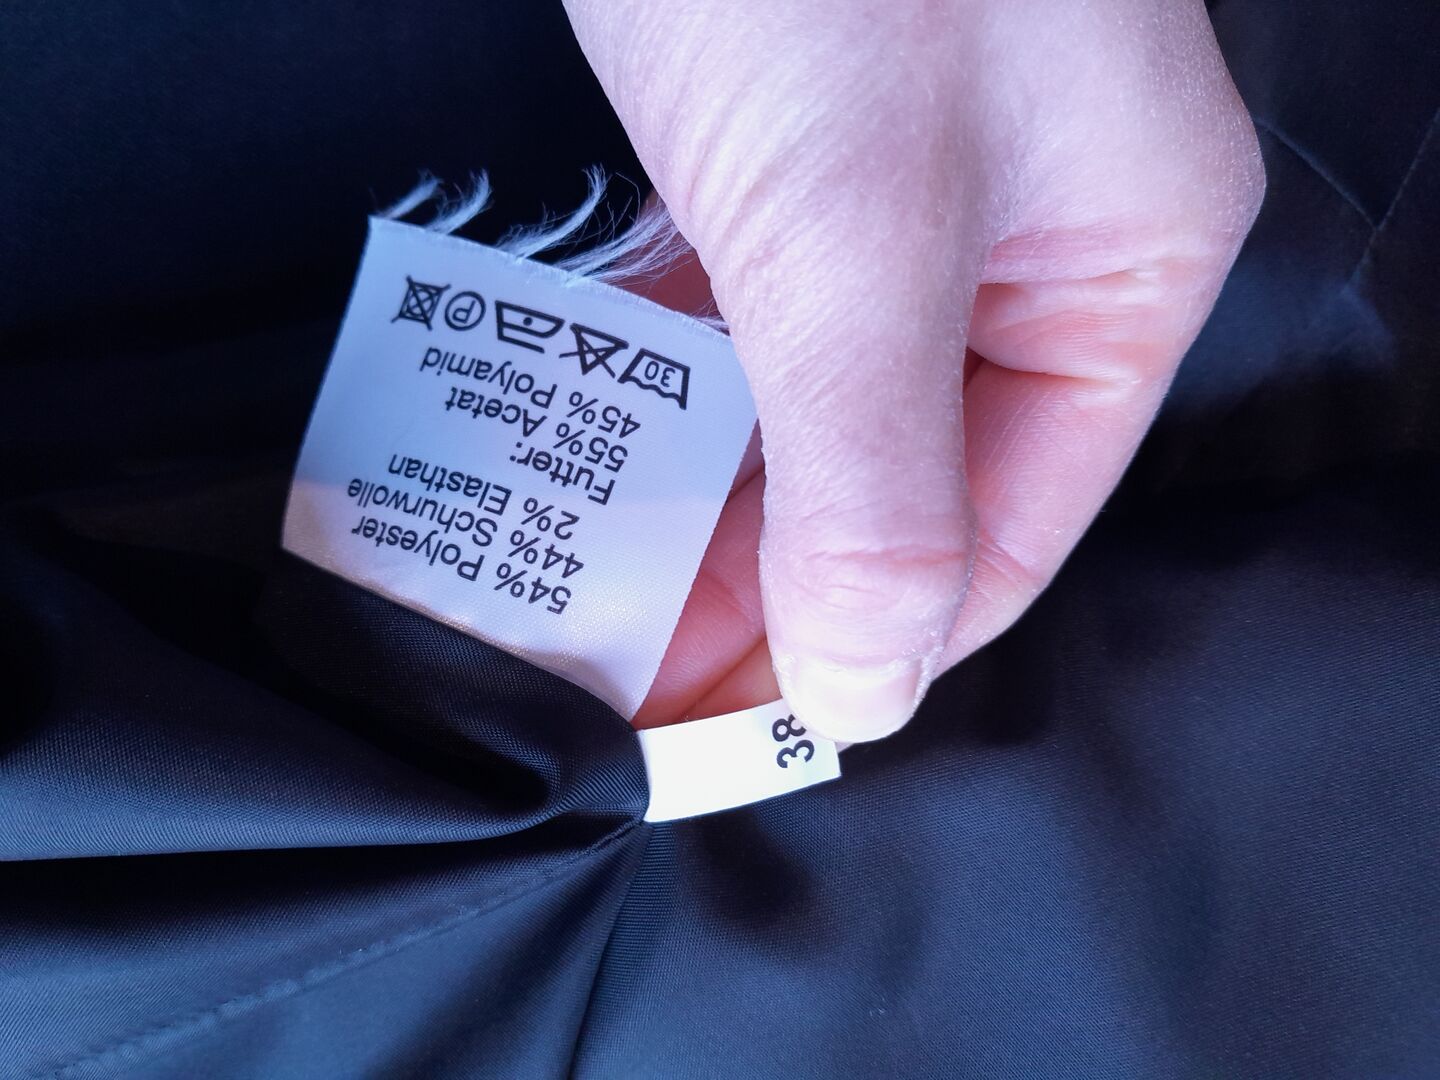 54% Polyester
44% Schurwolle
2% Elasthan
Futter:
55% Acetat
45% Polyamid
30 P
38